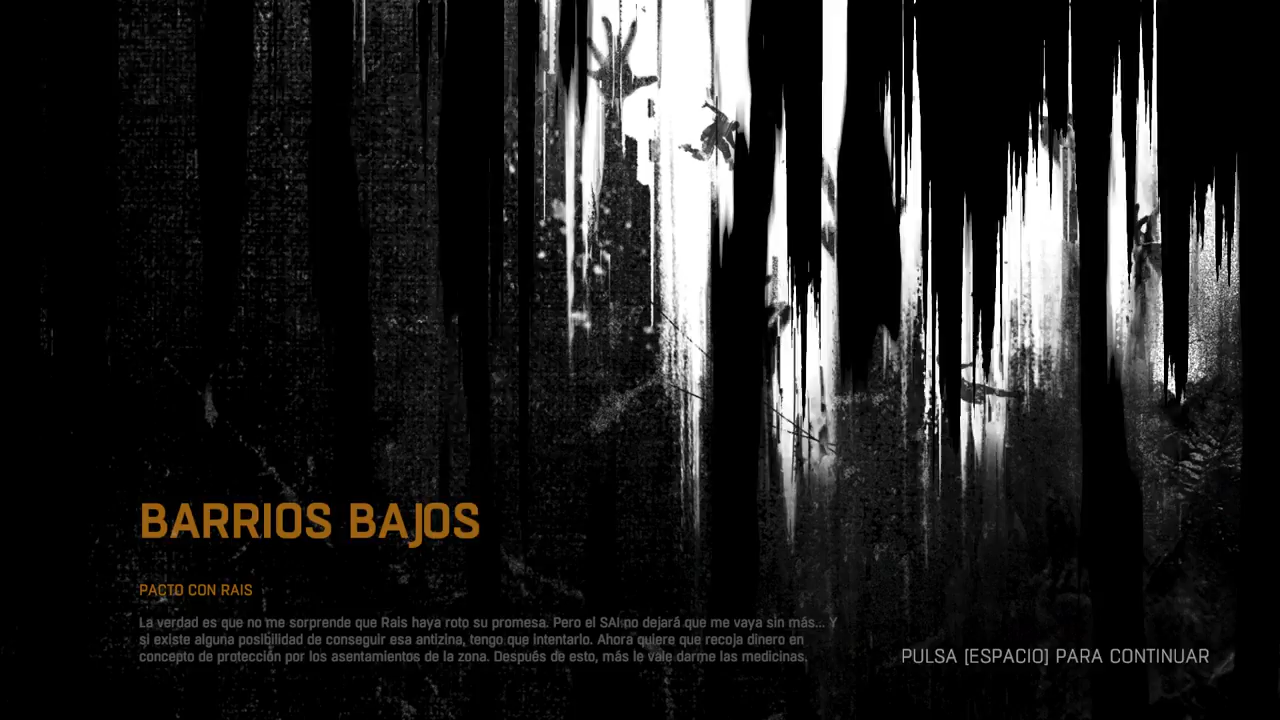 BARRIOS BAJOS
PACTO CON RAIS
La verdad es que no me sorprende que Rais haya roto su promesa. Pero el SAI no dejará que me vaya sin más... Y
si existe alguna posibilidad de conseguir esa antizina, tengo que intentarlo. Ahora quiere que recoja dinero en
concepto de protección por los asentamientos de la zona. Después de esto, más le vale darme las medicinas.
PULSA [ESPACIO] PARA CONTINUAR